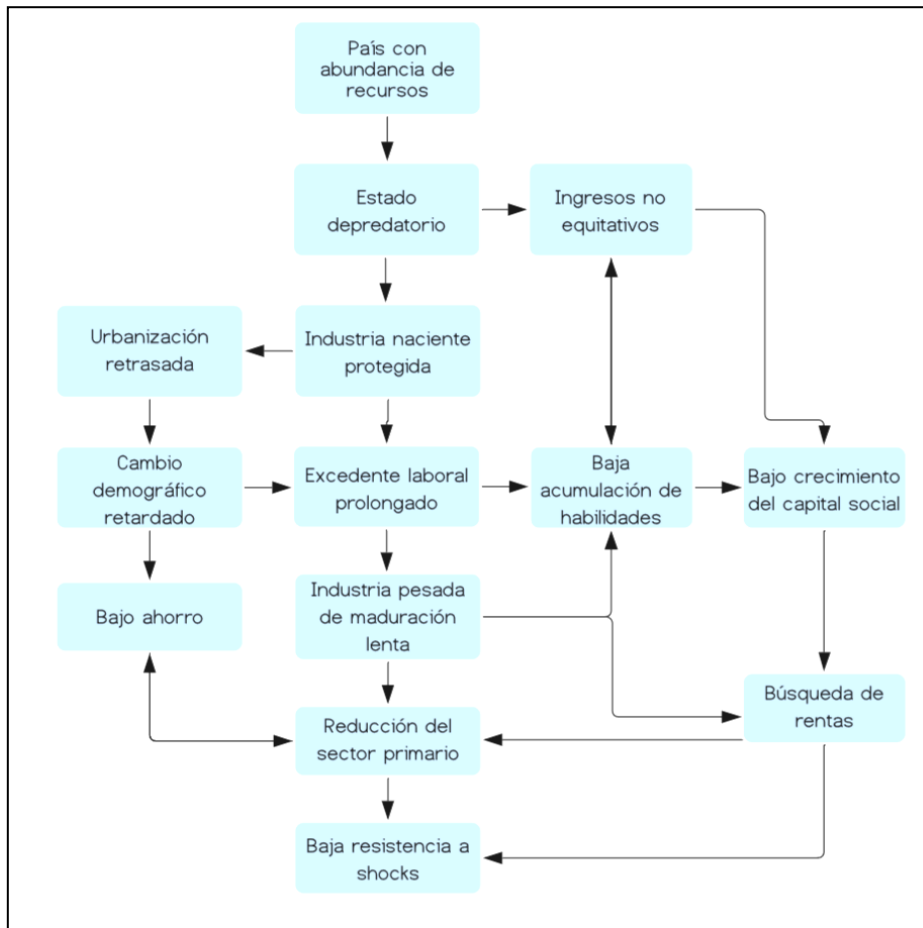 País con
abundancia de
recursos
Estado
depredatorio
Ingresos no
equitativos
Urbanización
retrasada
Industria naciente
protegida
Cambio
demográfico
retardado
Excedente laboral
prolongado
Baja
acumulación de
habilidades
Bajo crecimiento
del capital social
Bajo ahorro
Industria pesada
de maduración
lenta
Búsqueda de
rentas
Reducción del
sector primario
Baja resistencia a
shocks